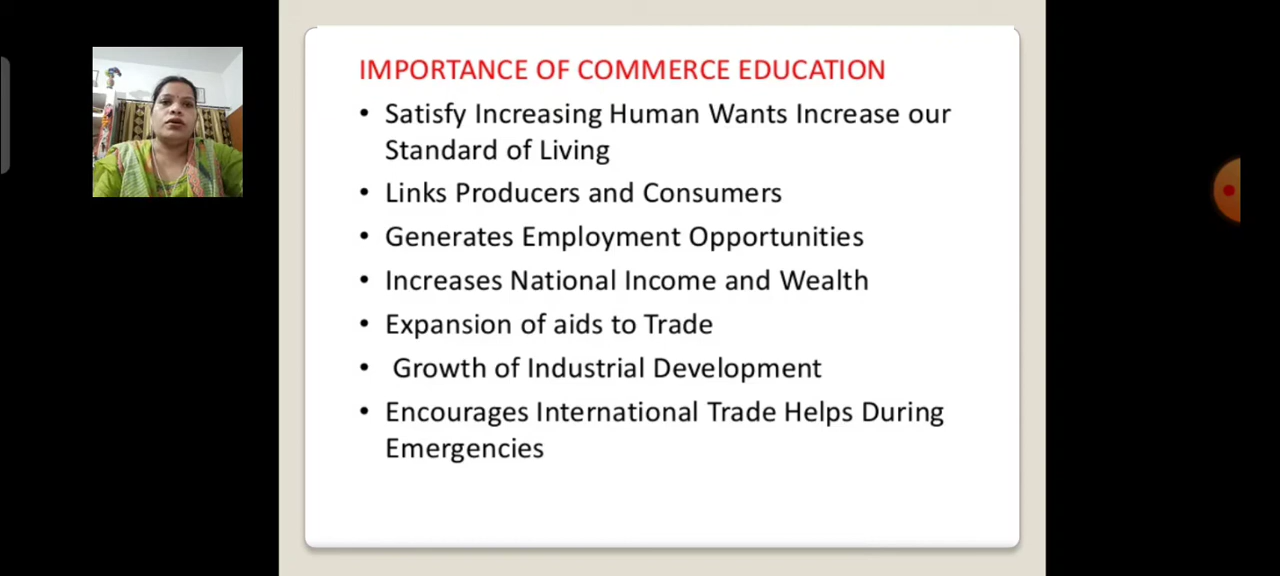 IMPORTANCE OF COMMERCE EDUCATION
• Satisfy Increasing Human Wants Increase our
Standard of Living
• Links Producers and Consumers
• Generates Employment Opportunities
• Increases National Income and Wealth
• Expansion of aids to Trade
• Growth of Industrial Development
• Encourages International Trade Helps During
Emergencies